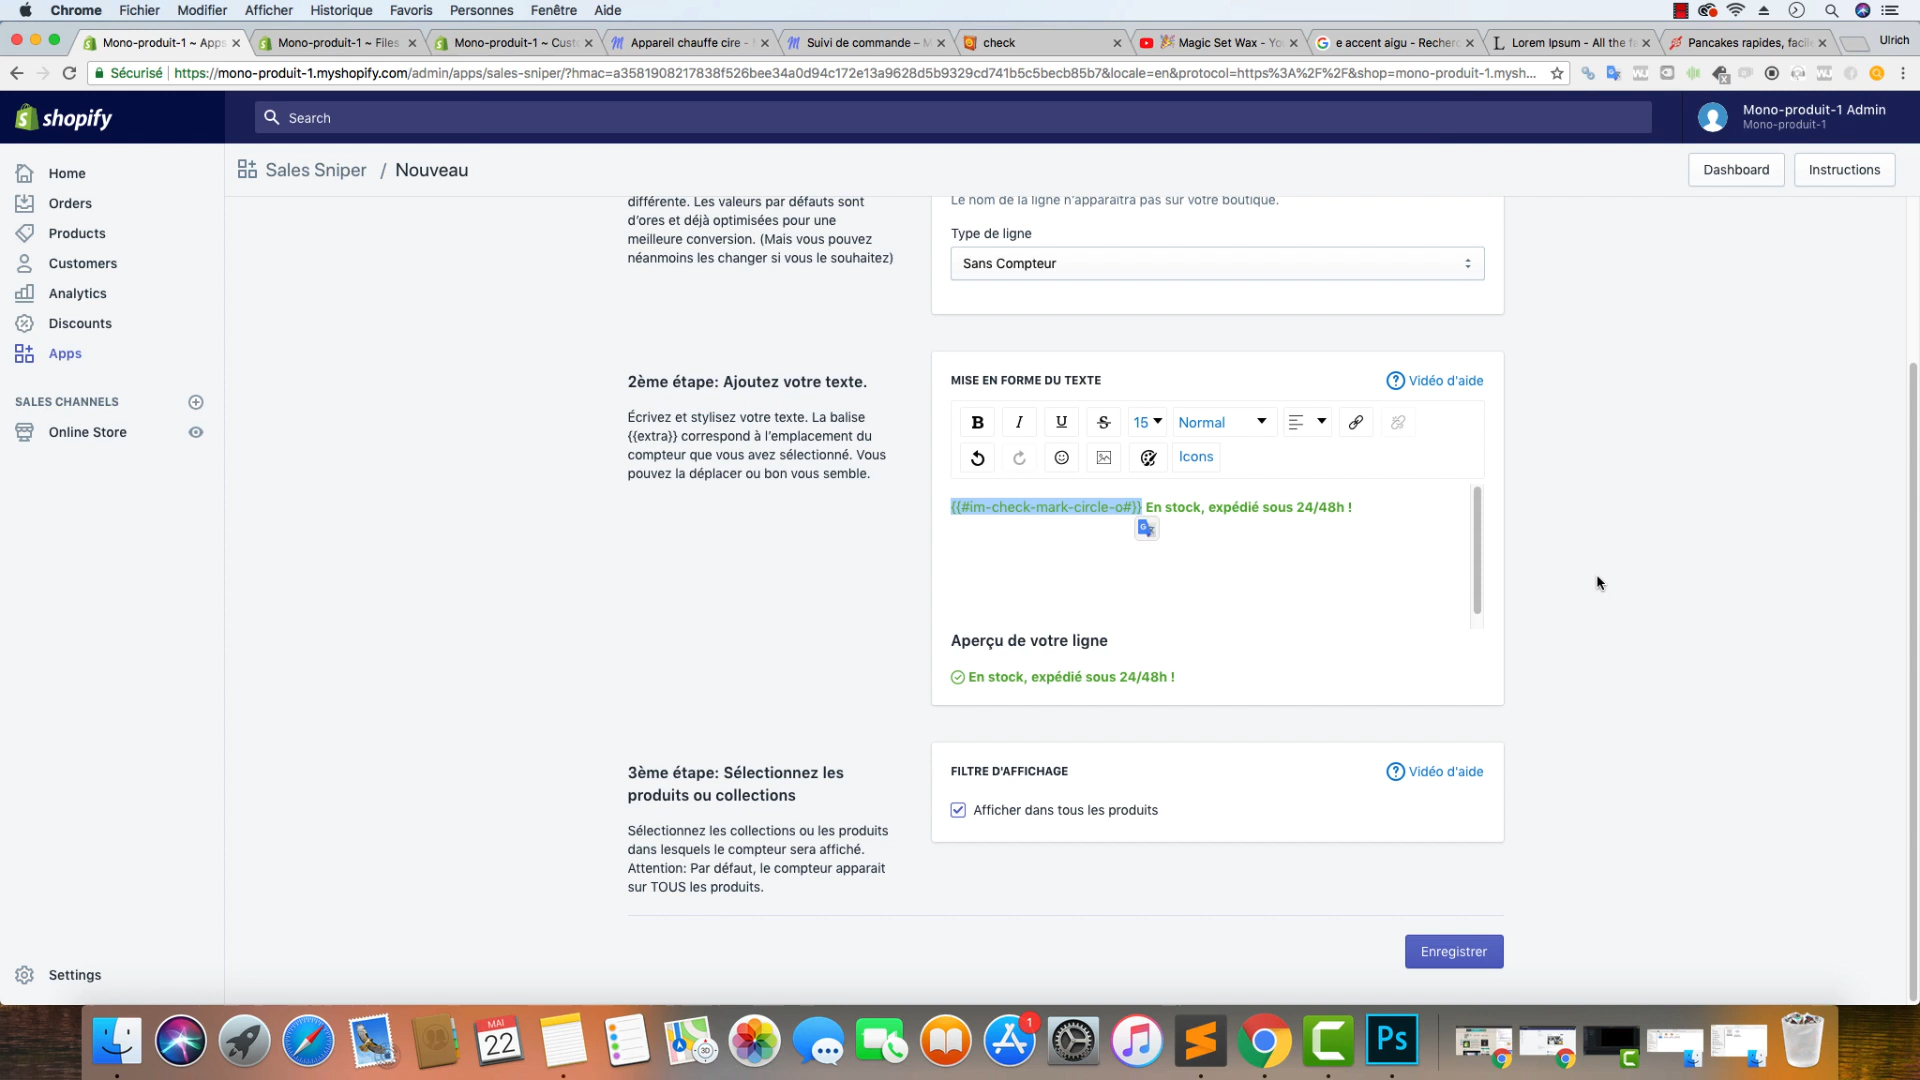 Chrome Fichier Modifier Afficher Historique Favoris Personnes Fenêtre Aide
Mono-produit-1 ~ Apps
Mono-produit-1 ~ Files
Mono-produit-1 ~ Cust
Appareil chauffe cire -
Suivi de commande – M
check
Magic Set Wax - Yo
e accent aigu - Recher
Lorem Ipsum - All the f
Pancakes rapides, facil
Ulrich
Sécurisé https://mono-produit-1.myshopify.com/admin/apps/sales-sniper/?hmac=a3581908217838f526bee34a0d94c172e13a9628d5b9329cd741b5c5becb85b7&locale=en&protocol=https%3A%2F%2F&shop=mono-produit-1.mysh...
shopify
Search
Mono-produit-1 Admin
Mono-produit-1
Home
Orders
Products
Customers
Analytics
Discounts
Apps
SALES CHANNELS
Online Store
Settings
Sales Sniper / Nouveau
Dashboard
Instructions
différente. Les valeurs par défauts sont
d'ores et déjà optimisées pour une
meilleure conversion. (Mais vous pouvez
néanmoins les changer si vous le souhaitez)
Le nom de la ligne n'apparaitra pas sur votre boutique.
Type de ligne
Sans Compteur
2ème étape: Ajoutez votre texte.
Écrivez et stylisez votre texte. La balise
{{extra}} correspond à l'emplacement du
compteur que vous avez sélectionné. Vous
pouvez la déplacer ou bon vous semble.
MISE EN FORME DU TEXTE
Vidéo d'aide
B I U S 15 Normal
Icons
{{#im-check-mark-circle-o#}} En stock, expédié sous 24/48h !
Aperçu de votre ligne
En stock, expédié sous 24/48h !
3ème étape: Sélectionnez les
produits ou collections
Sélectionnez les collections ou les produits
dans lesquels le compteur sera affiché.
Attention: Par défaut, le compteur apparait
sur TOUS les produits.
FILTRE D'AFFICHAGE
Vidéo d'aide
Afficher dans tous les produits
Enregistrer
MAI
22
3D
1
Ps